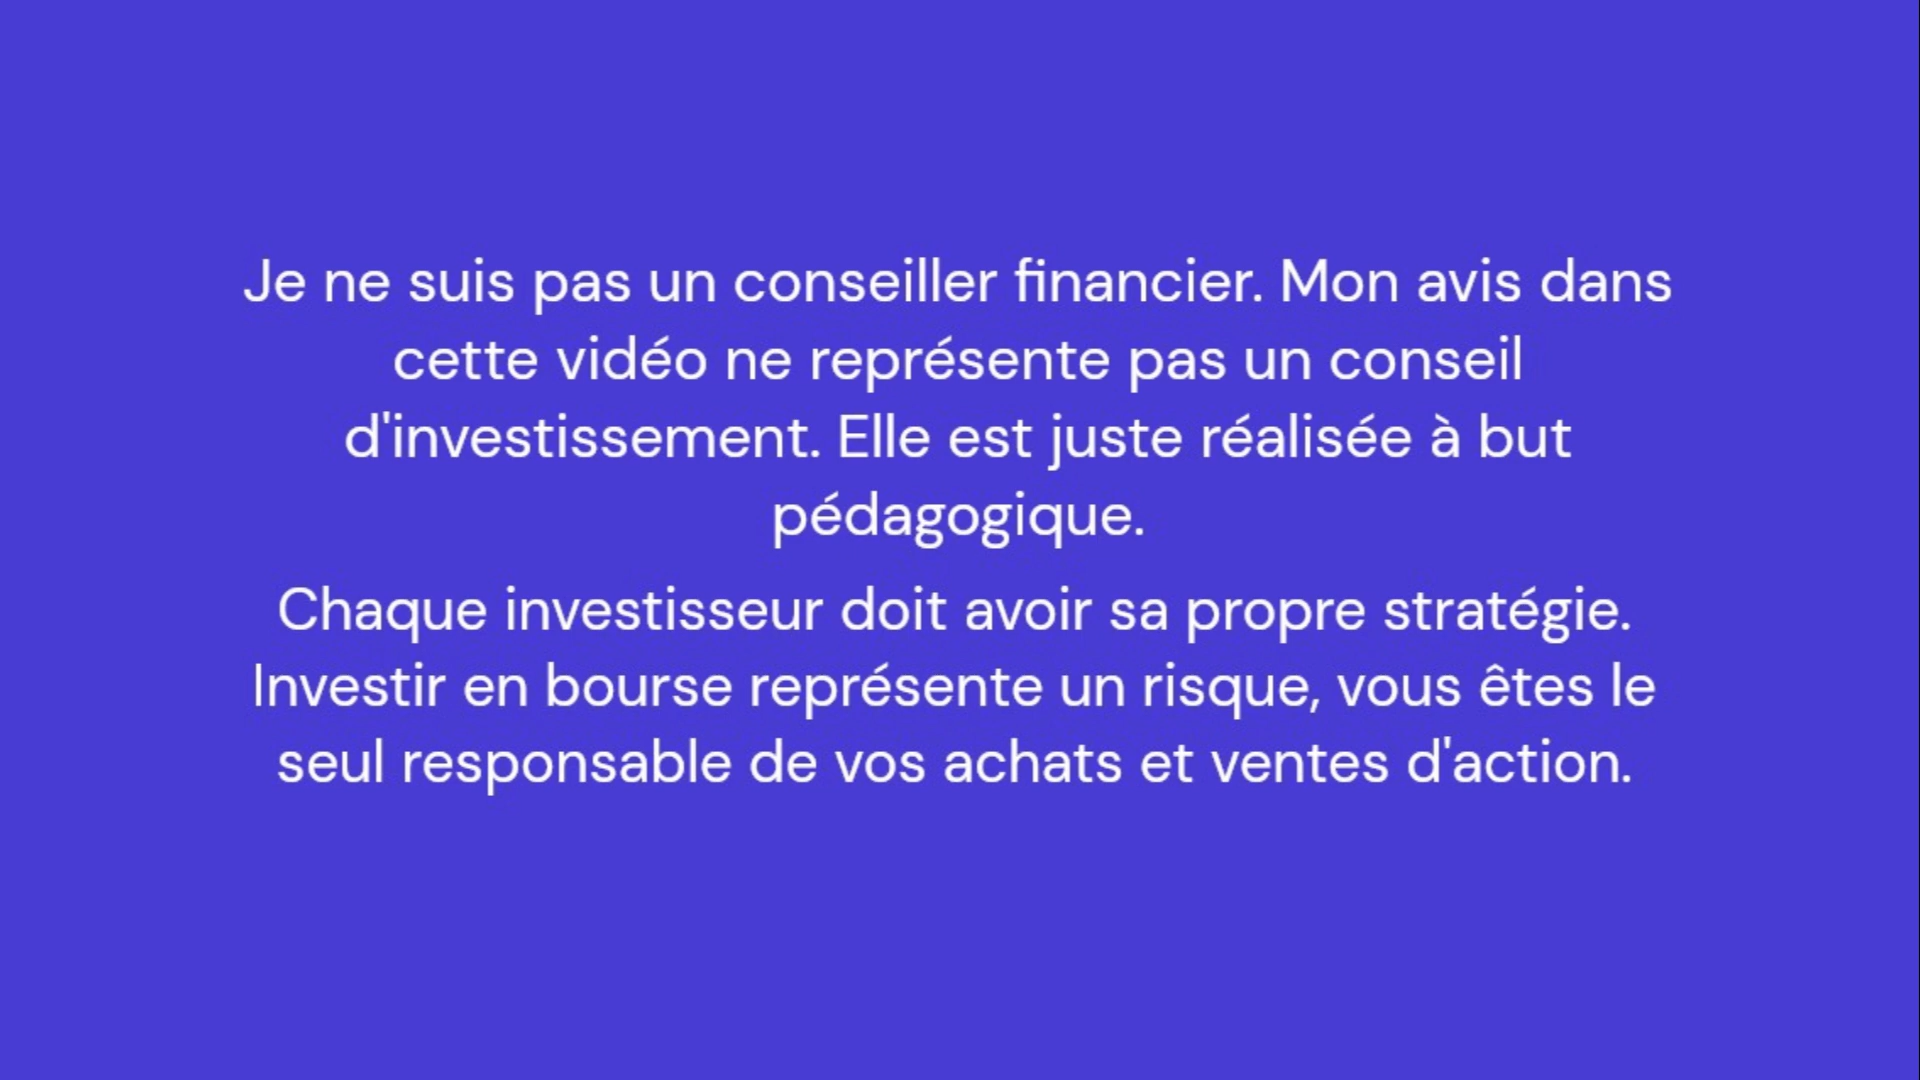 Je ne suis pas un conseiller financier. Mon avis dans
cette vidéo ne représente pas un conseil
d'investissement. Elle est juste réalisée à but
pédagogique.
Chaque investisseur doit avoir sa propre stratégie.
Investir en bourse représente un risque, vous êtes le
seul responsable de vos achats et ventes d'action.